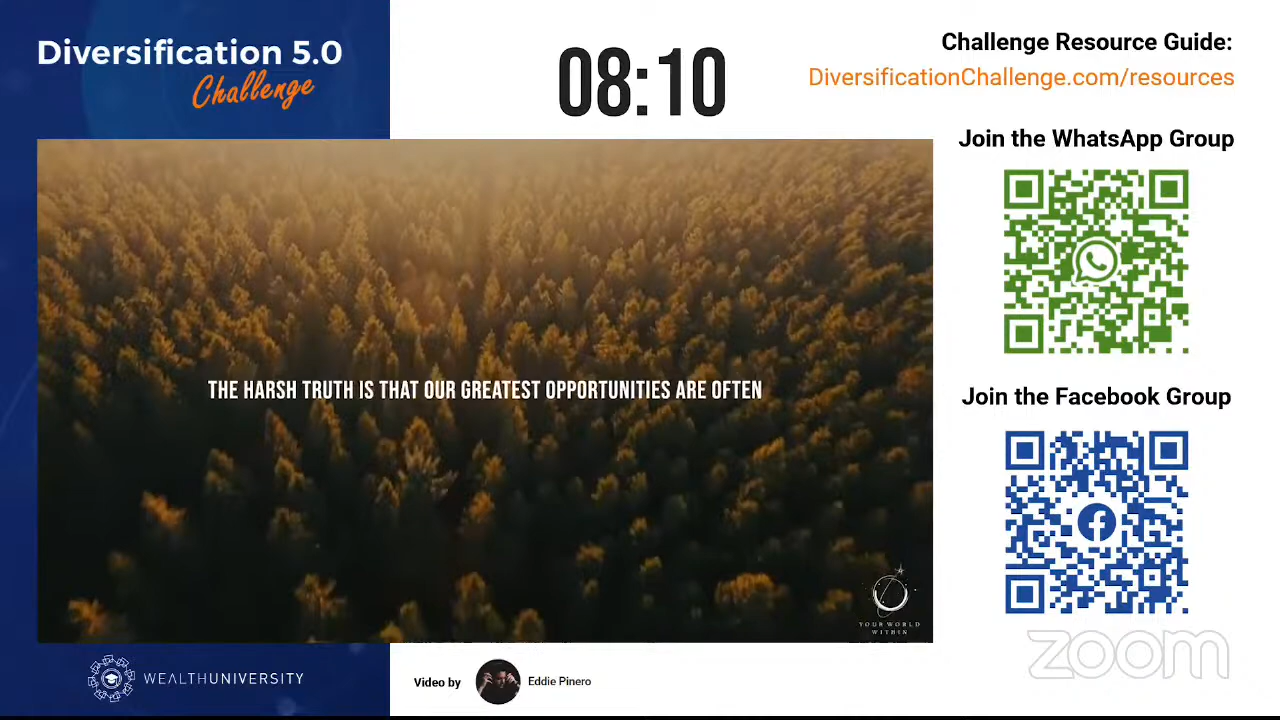 Diversification 5.0
Challenge
08:10
Challenge Resource Guide:
DiversificationChallenge.com/resources
Join the WhatsApp Group
THE HARSH TRUTH IS THAT OUR GREATEST OPPORTUNITIES ARE OFTEN
Join the Facebook Group
YOUR WORLD
WITHIN
zoom
WEALTHUNIVERSITY
Video by
Eddie Pinero